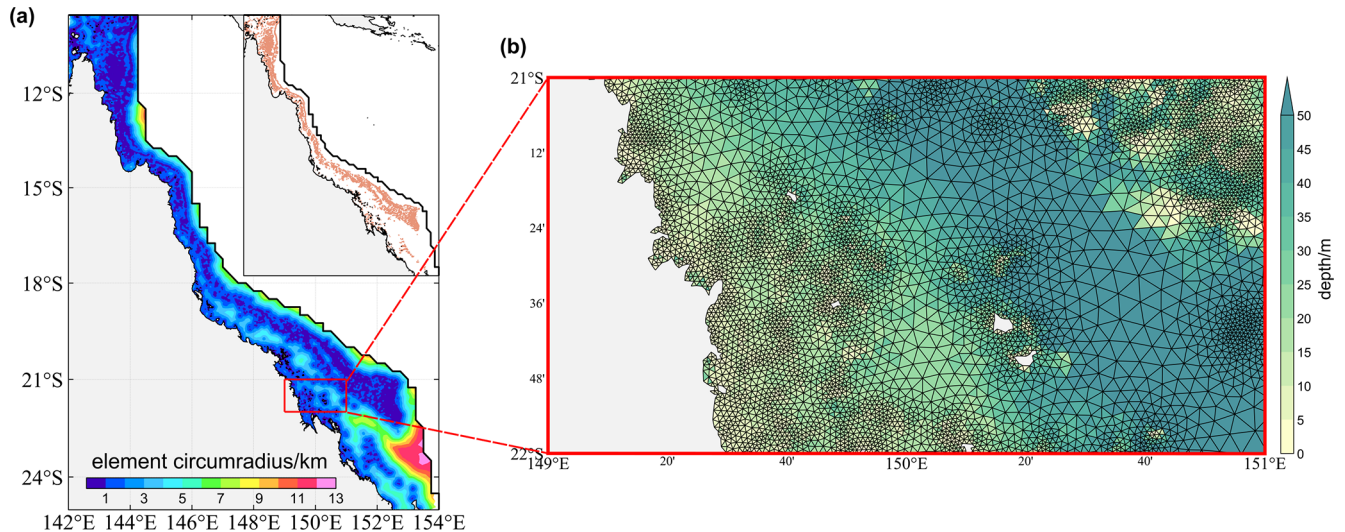 (a)
12°S
15°S
18°S
21°S
24°S
element circumradius/km
1 3 5 7 9 11 13
142°E 144°E 146°E 148°E 150°E 152°E 154°E
(b)
21°S
12'
24'
36'
48'
22°S
149°E 20' 40' 150°E 20' 40' 151°E
50
45
40
35
30
25
20
15
10
5
0
depth/m